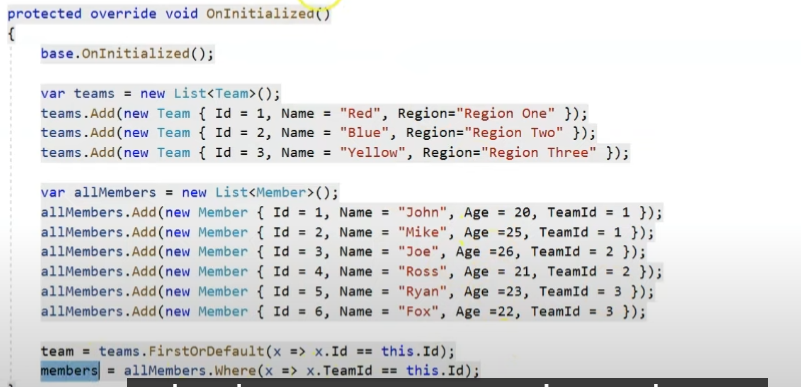 protected override void OnInitialized()
{
base.OnInitialized();
var teams = new List<Team>();
teams.Add(new Team { Id = 1, Name = "Red", Region="Region One" });
teams.Add(new Team { Id = 2, Name = "Blue", Region="Region Two" });
teams.Add(new Team { Id = 3, Name = "Yellow", Region="Region Three" });
var allMembers = new List<Member>();
allMembers.Add(new Member { Id = 1, Name = "John", Age = 20, TeamId = 1 });
allMembers.Add(new Member { Id = 2, Name = "Mike", Age =25, TeamId = 1 });
allMembers.Add(new Member { Id = 3, Name = "Joe", Age =26, TeamId = 2 });
allMembers.Add(new Member { Id = 4, Name = "Ross", Age = 21, TeamId = 2 });
allMembers.Add(new Member { Id = 5, Name = "Ryan", Age =23, TeamId = 3 });
allMembers.Add(new Member { Id = 6, Name = "Fox", Age =22, TeamId = 3 });
team = teams.FirstOrDefault(x => x.Id == this.Id);
members = allMembers.Where(x => x.TeamId == this.Id);